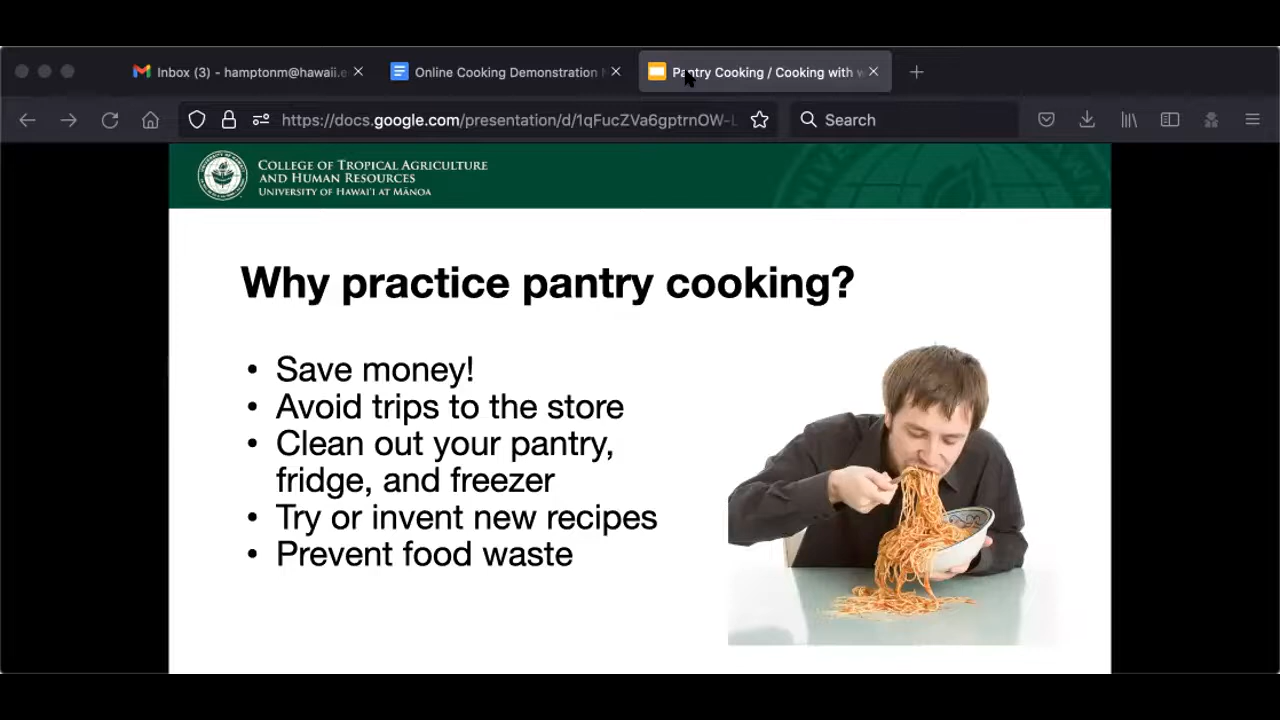 Inbox (3) - hamptonm@hawaii.e
Online Cooking Demonstration
Pantry Cooking / Cooking with w
https://docs.google.com/presentation/d/1qFucZVa6gptrnOW-L
Search
COLLEGE OF TROPICAL AGRICULTURE
AND HUMAN RESOURCES
UNIVERSITY OF HAWAI'I AT MĀNOA
Why practice pantry cooking?
• Save money!
• Avoid trips to the store
• Clean out your pantry,
fridge, and freezer
• Try or invent new recipes
• Prevent food waste